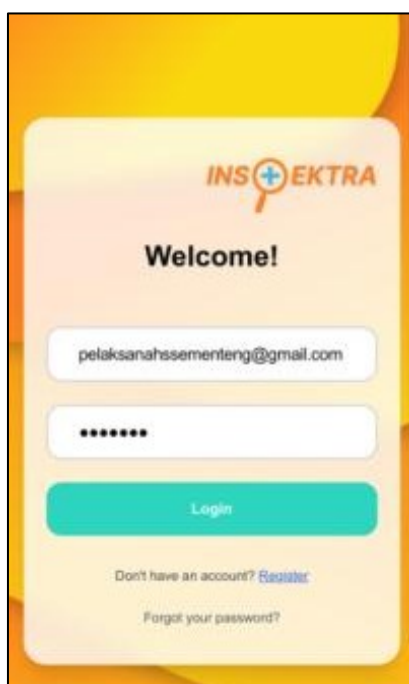 INSPEKTRA
Welcome!
pelaksanahssementeng@gmail.com
•••••••
Login
Don't have an account? Register
Forgot your password?